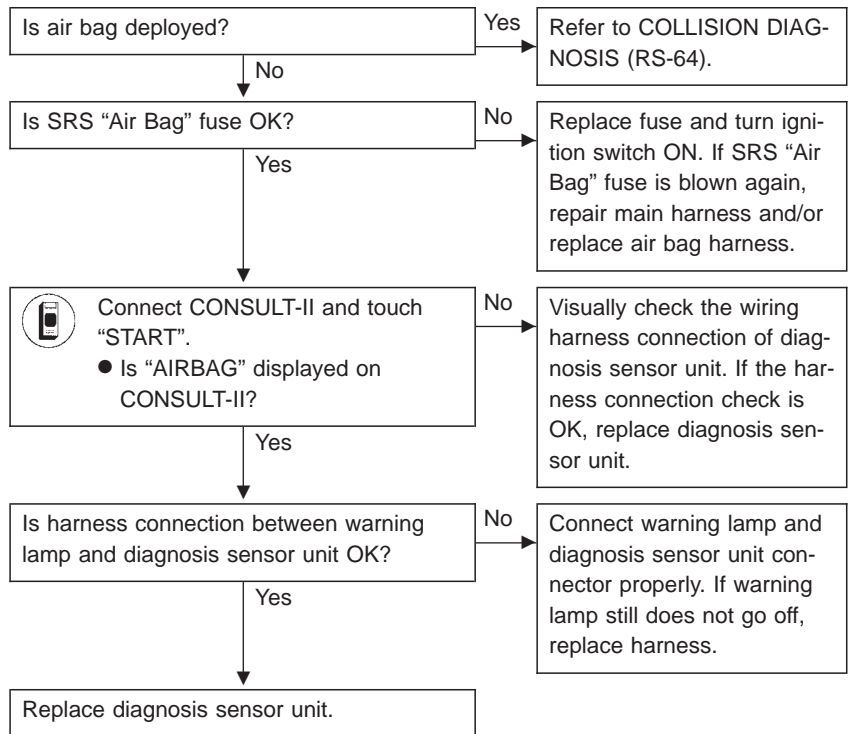 Is air bag deployed?
Yes
Refer to COLLISION DIAG-
NOSIS (RS-64).
No
Is SRS “Air Bag” fuse OK?
No
Replace fuse and turn igni-
tion switch ON. If SRS “Air
Bag” fuse is blown again,
repair main harness and/or
replace air bag harness.
Yes
Connect CONSULT-II and touch
“START”.
● Is “AIRBAG” displayed on
CONSULT-II?
No
Visually check the wiring
harness connection of diag-
nosis sensor unit. If the har-
ness connection check is
OK, replace diagnosis sen-
sor unit.
Yes
Is harness connection between warning
lamp and diagnosis sensor unit OK?
No
Connect warning lamp and
diagnosis sensor unit con-
nector properly. If warning
lamp still does not go off,
replace harness.
Yes
Replace diagnosis sensor unit.